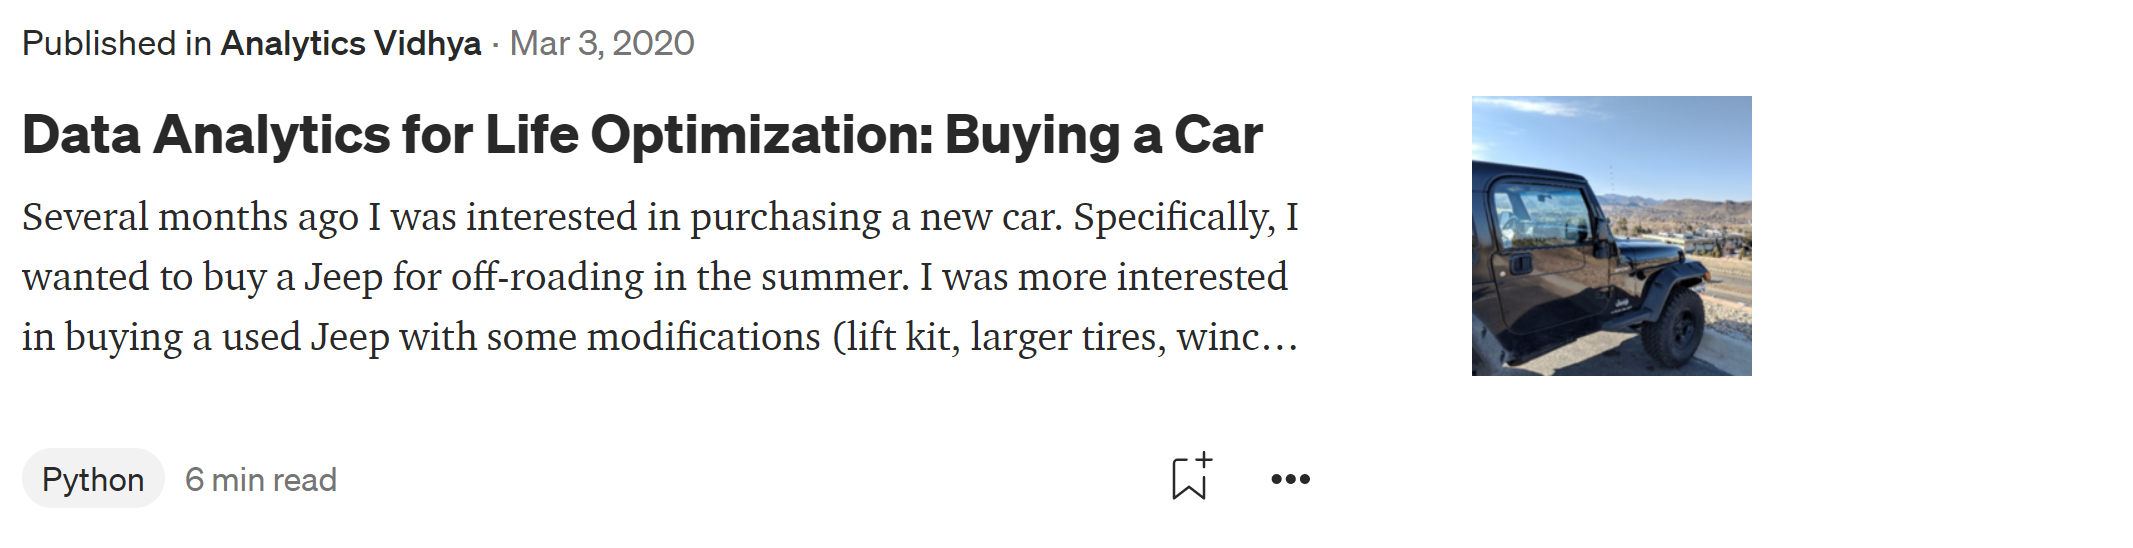 Published in Analytics Vidhya · Mar 3, 2020
Data Analytics for Life Optimization: Buying a Car
Several months ago I was interested in purchasing a new car. Specifically, I
wanted to buy a Jeep for off-roading in the summer. I was more interested
in buying a used Jeep with some modifications (lift kit, larger tires, winc…
Python 6 min read